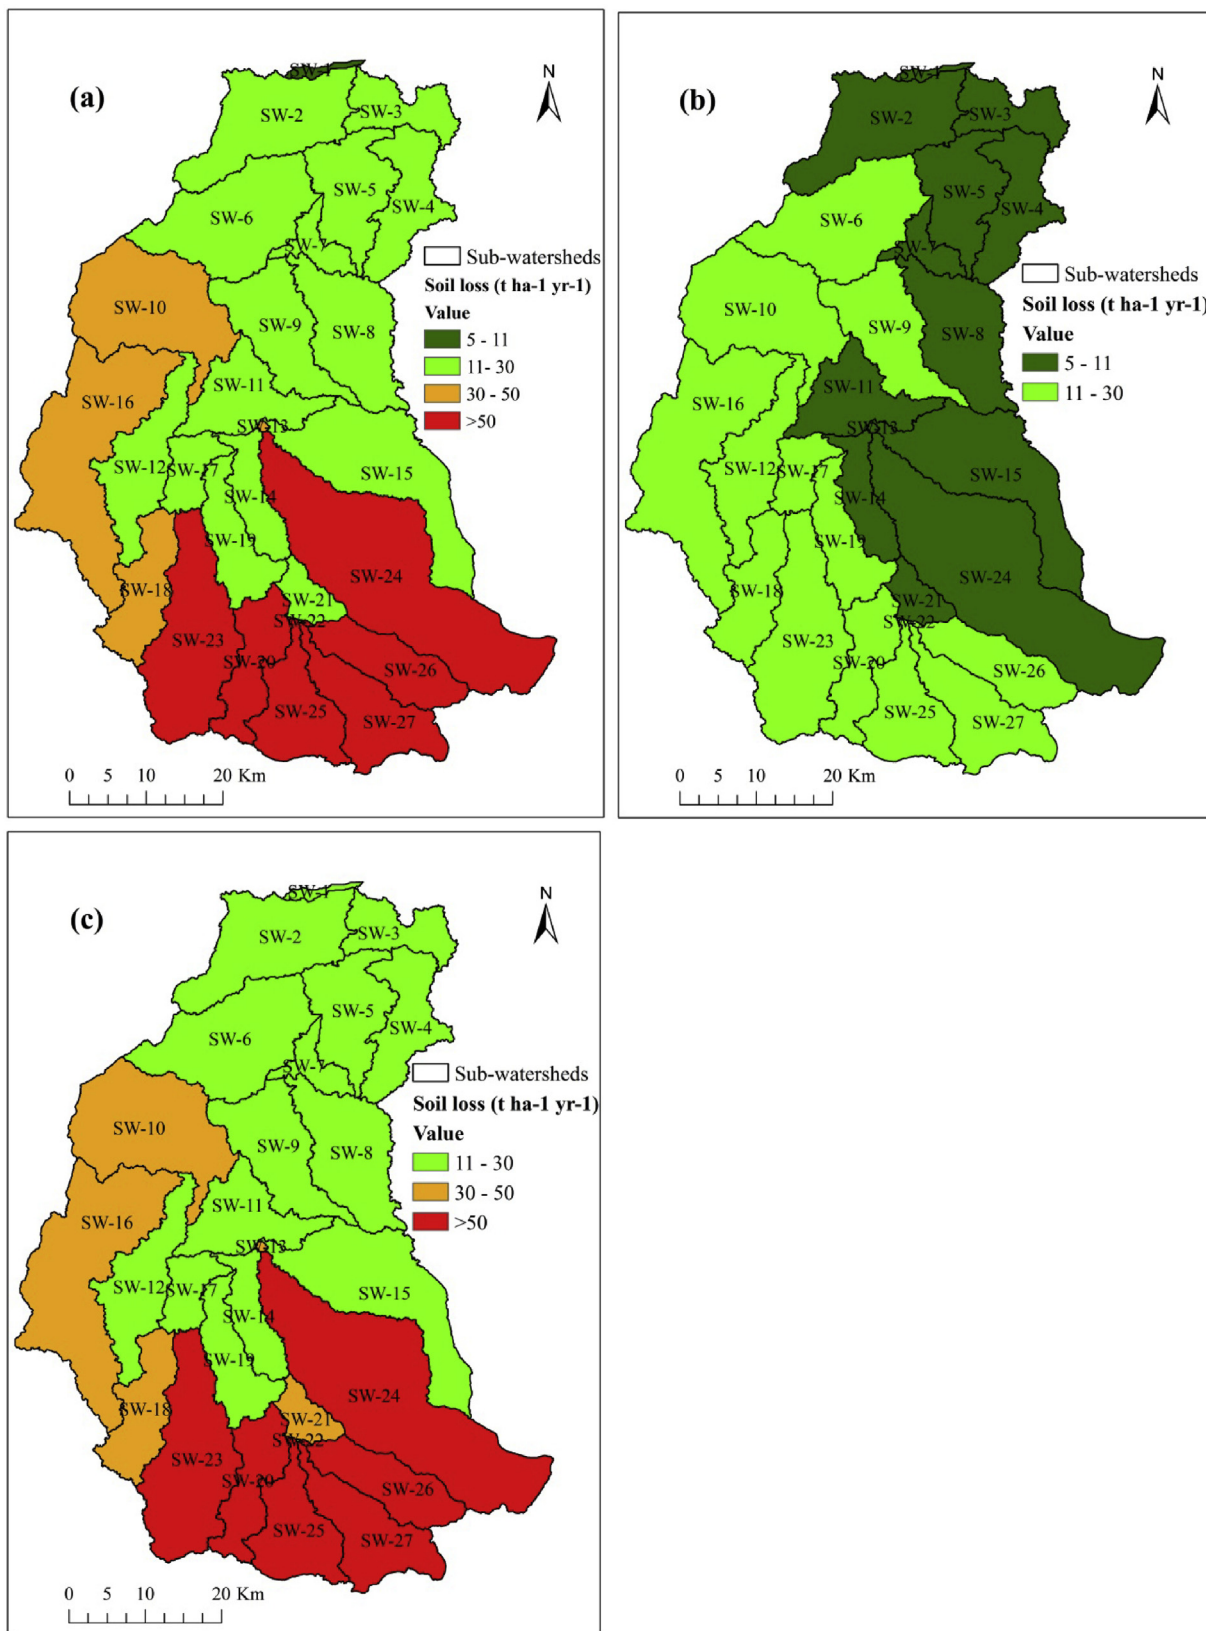 (a)
N
SW-1
SW-2
SW-3
SW-5
SW-4
SW-6
SW-7
Sub-watersheds
Soil loss (t ha-1 yr-1)
Value
5 - 11
11- 30
30 - 50
>50
SW-10
SW-9
SW-8
SW-11
SW-16
SW-13
SW-12
SW-17
SW-15
SW-14
SW-19
SW-24
SW-18
SW-21
SW-22
SW-23
SW-20
SW-26
SW-25
SW-27
0 5 10 20 Km
(b)
N
SW-1
SW-2
SW-3
SW-5
SW-4
SW-6
SW-7
Sub-watersheds
Soil loss (t ha-1 yr-1)
Value
5 - 11
11 - 30
SW-10
SW-9
SW-8
SW-11
SW-16
SW-13
SW-12
SW-17
SW-15
SW-14
SW-19
SW-24
SW-18
SW-21
SW-22
SW-23
SW-20
SW-26
SW-25
SW-27
0 5 10 20 Km
(c)
N
SW-1
SW-2
SW-3
SW-5
SW-4
SW-6
SW-7
Sub-watersheds
Soil loss (t ha-1 yr-1)
Value
11 - 30
30 - 50
>50
SW-10
SW-9
SW-8
SW-11
SW-16
SW-13
SW-12
SW-17
SW-15
SW-14
SW-19
SW-24
SW-18
SW-21
SW-22
SW-23
SW-20
SW-26
SW-25
SW-27
0 5 10 20 Km